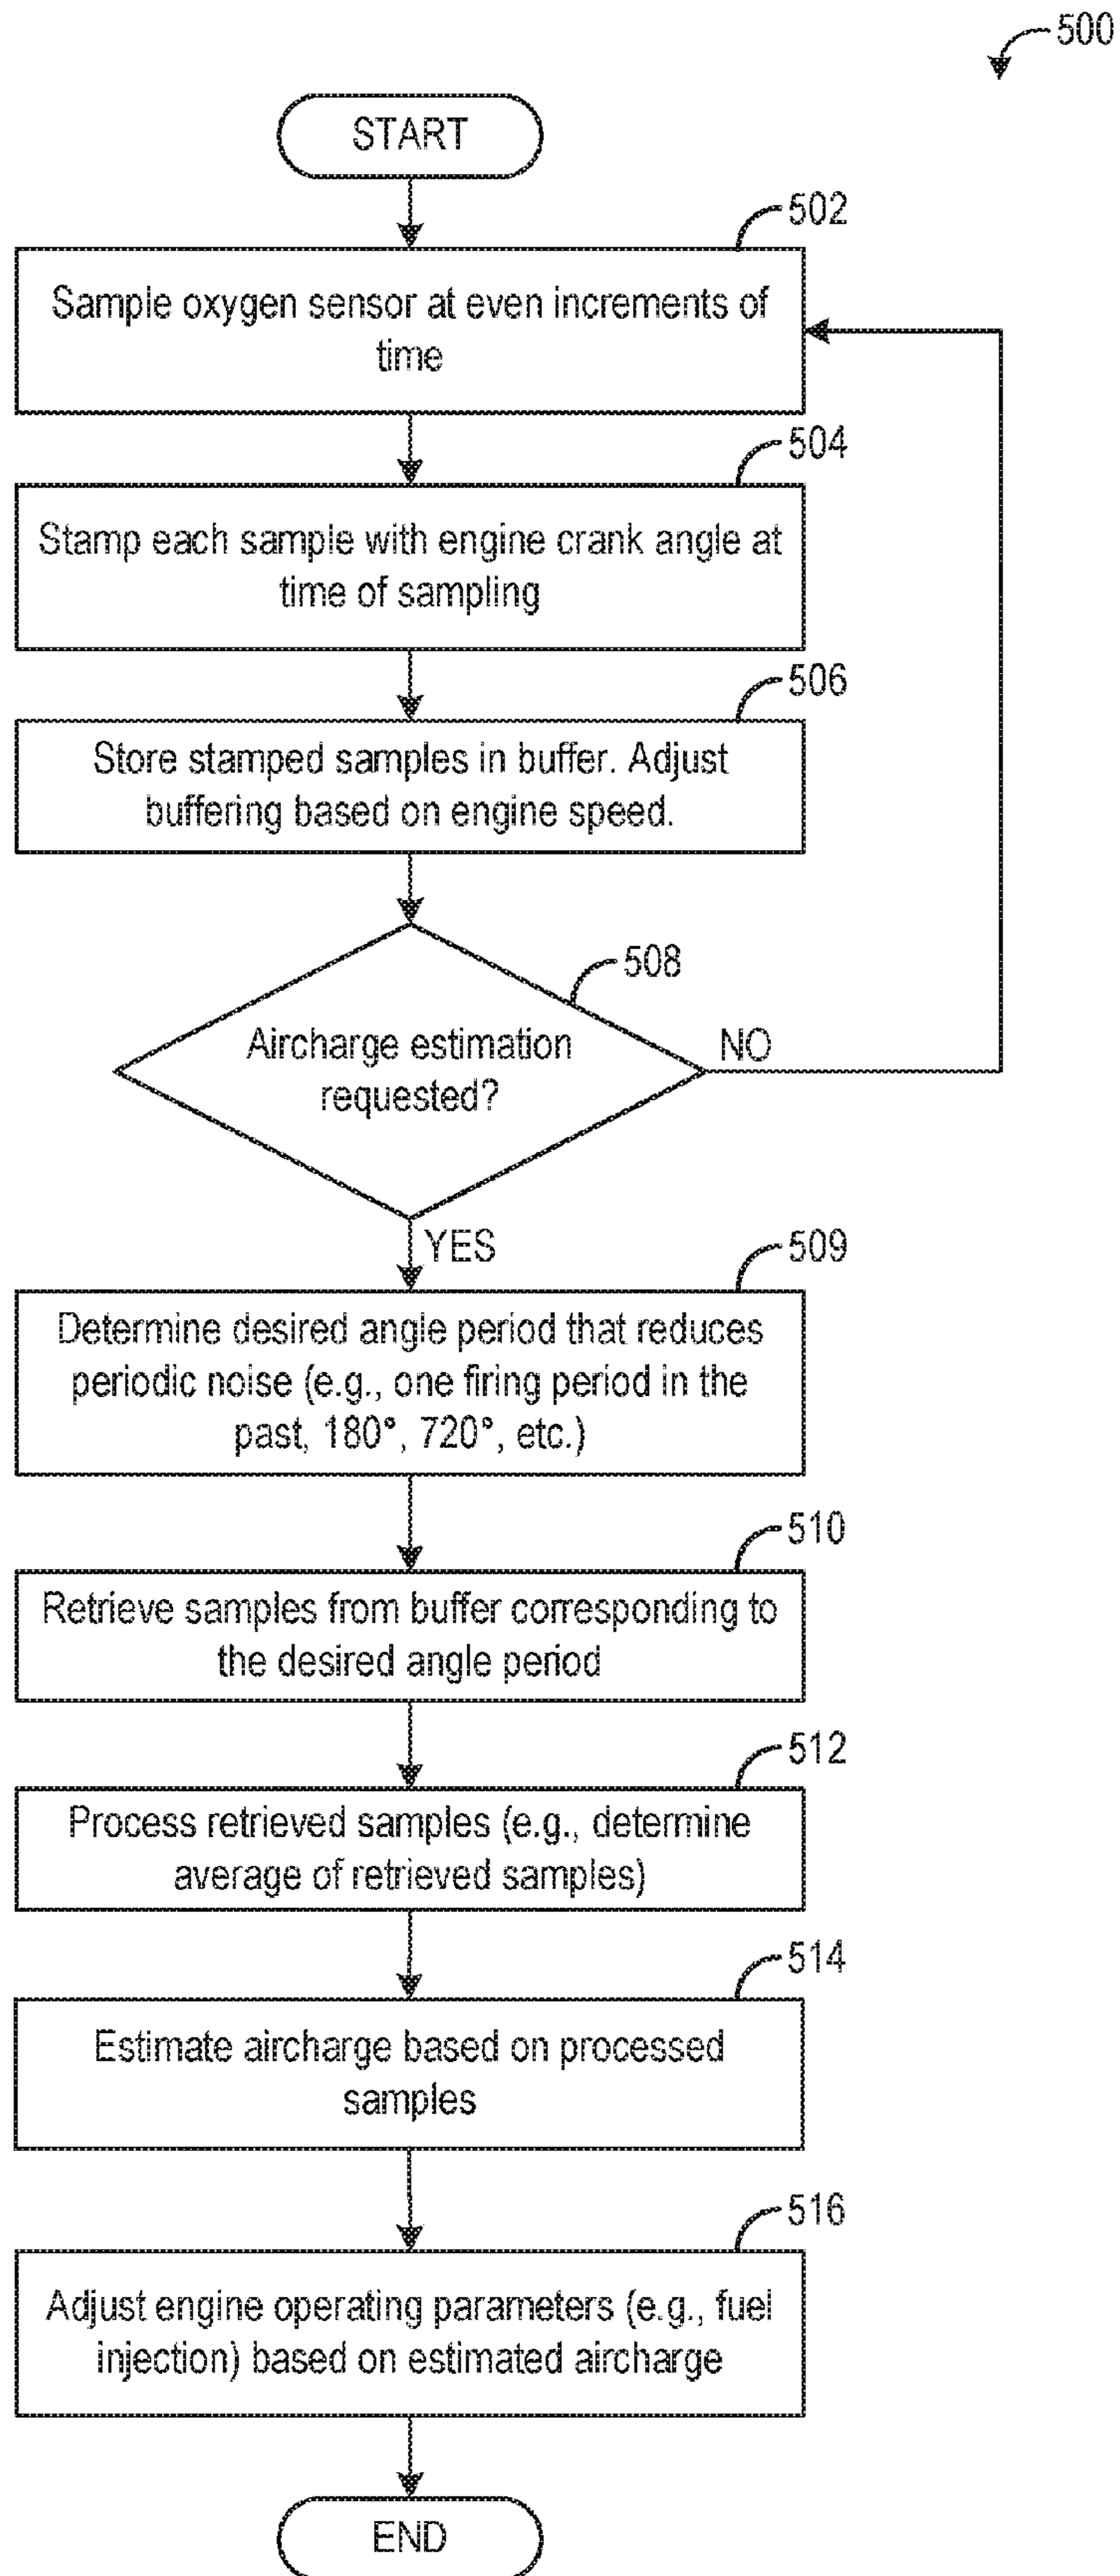 500
START
502
Sample oxygen sensor at even increments of
time
504
Stamp each sample with engine crank angle at
time of sampling
506
Store stamped samples in buffer. Adjust
buffering based on engine speed.
508
Aircharge estimation
requested?
NO
YES
509
Determine desired angle period that reduces
periodic noise (e.g., one firing period in the
past, 180°, 720°, etc.)
510
Retrieve samples from buffer corresponding to
the desired angle period
512
Process retrieved samples (e.g., determine
average of retrieved samples)
514
Estimate aircharge based on processed
samples
516
Adjust engine operating parameters (e.g., fuel
injection) based on estimated aircharge
END